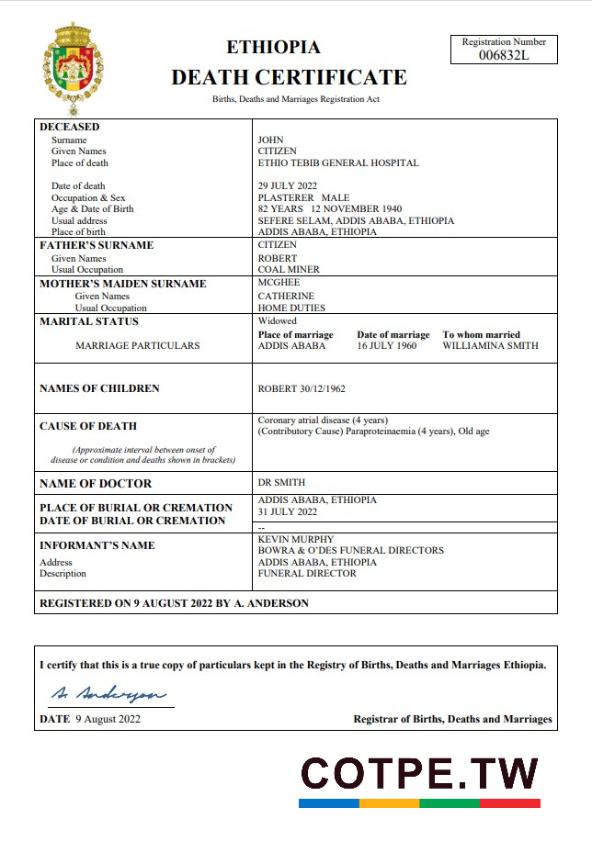 ETHIOPIA
DEATH CERTIFICATE
Births, Deaths and Marriages Registration Act
Registration Number
006832L
DECEASED
Surname JOHN
Given Names CITIZEN
Place of death ETHIO TEBIB GENERAL HOSPITAL
Date of death 29 JULY 2022
Occupation & Sex PLASTERER MALE
Age & Date of Birth 82 YEARS 12 NOVEMBER 1940
Usual address SEFERE SELAM, ADDIS ABABA, ETHIOPIA
Place of birth ADDIS ABABA, ETHIOPIA
FATHER'S SURNAME CITIZEN
Given Names ROBERT
Usual Occupation COAL MINER
MOTHER'S MAIDEN SURNAME MCGHEE
Given Names CATHERINE
Usual Occupation HOME DUTIES
MARITAL STATUS Widowed
Place of marriage Date of marriage To whom married
MARRIAGE PARTICULARS ADDIS ABABA 16 JULY 1960 WILLIAMINA SMITH
NAMES OF CHILDREN ROBERT 30/12/1962
CAUSE OF DEATH
Coronary atrial disease (4 years)
(Contributory Cause) Paraproteinaemia (4 years), Old age
(Approximate interval between onset of
disease or condition and deaths shown in brackets)
NAME OF DOCTOR DR SMITH
PLACE OF BURIAL OR CREMATION ADDIS ABABA, ETHIOPIA
DATE OF BURIAL OR CREMATION 31 JULY 2022
--
INFORMANT'S NAME KEVIN MURPHY
BOWRA & O'DES FUNERAL DIRECTORS
Address ADDIS ABABA, ETHIOPIA
Description FUNERAL DIRECTOR
REGISTERED ON 9 AUGUST 2022 BY A. ANDERSON
I certify that this is a true copy of particulars kept in the Registry of Births, Deaths and Marriages Ethiopia.
A. Anderson
DATE 9 August 2022 Registrar of Births, Deaths and Marriages
COTPE.TW